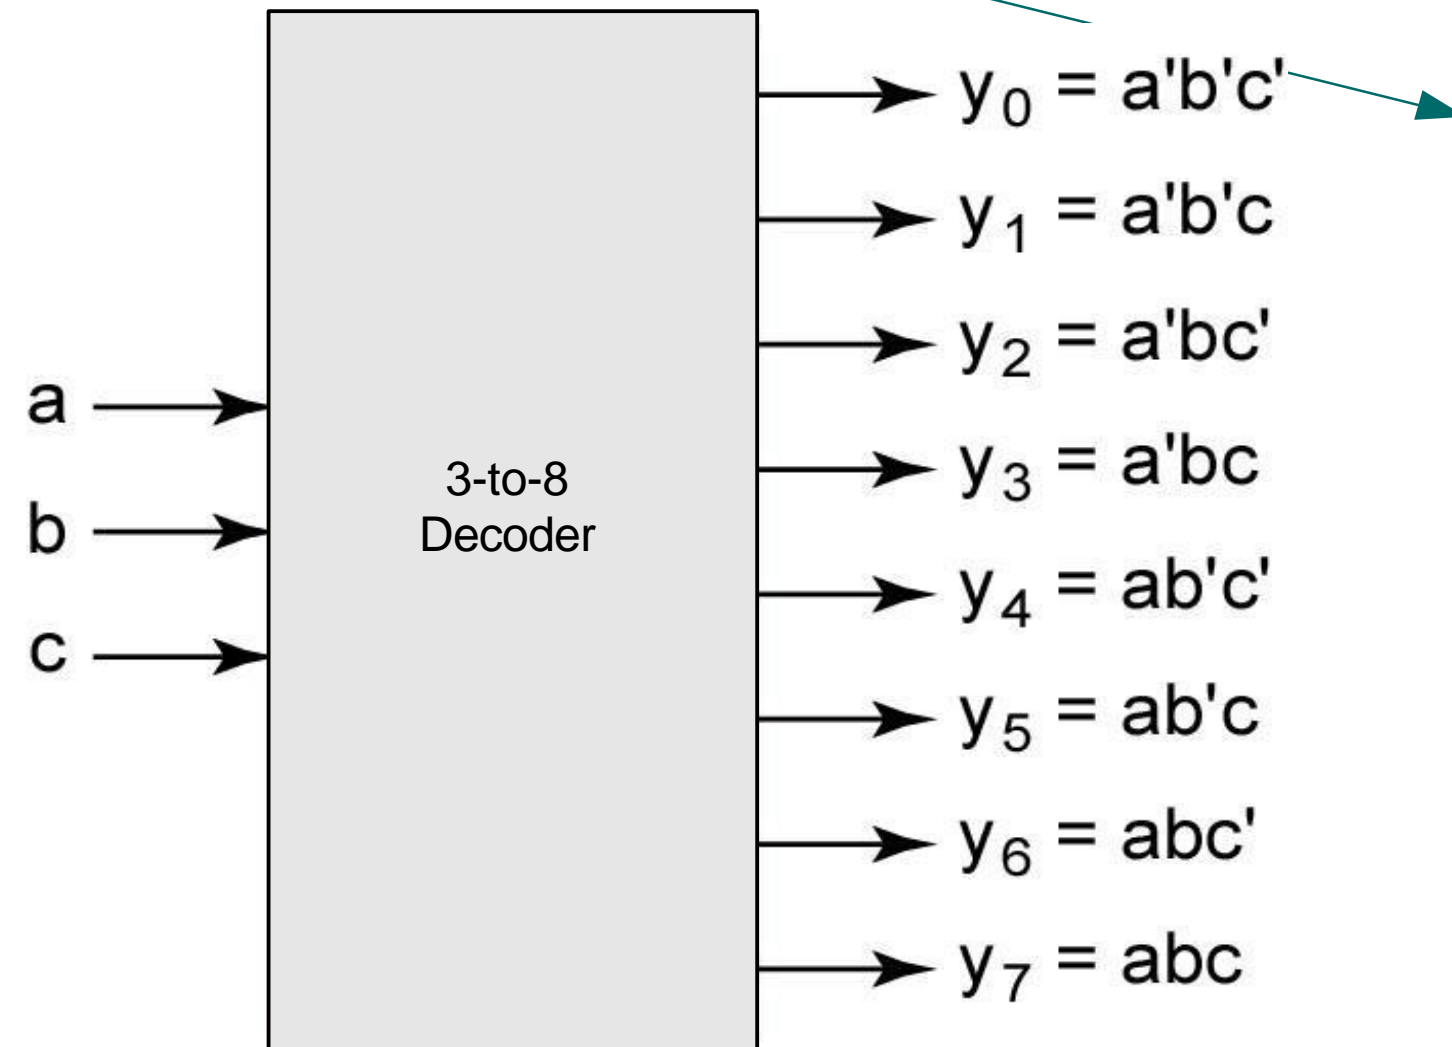 y0 = a'b'c'
y1 = a'b'c
y2 = a'bc'
a
y3 = a'bc
3-to-8
Decoder
b
y4 = ab'c'
c
y5 = ab'c
y6 = abc'
y7 = abc